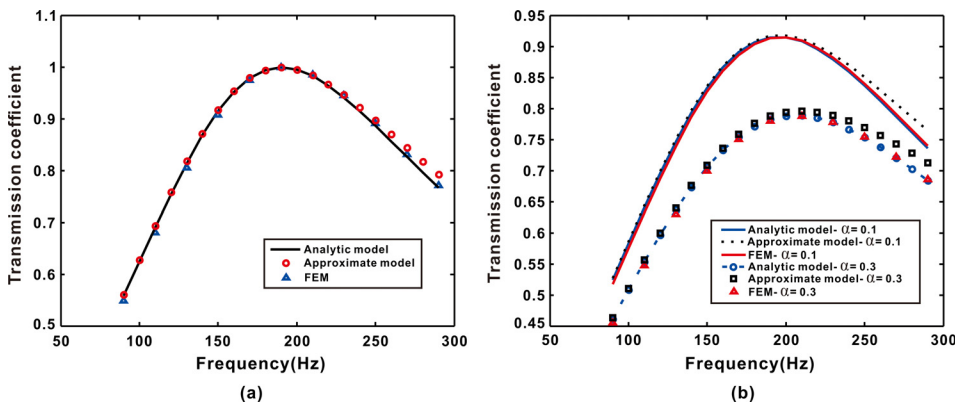 Transmission coefficient
1.1
1
0.9
0.8
0.7
0.6
0.5
50
100
150
200
250
300
Frequency(Hz)
Analytic model
Approximate model
FEM
(a)
Transmission coefficient
0.95
0.9
0.85
0.8
0.75
0.7
0.65
0.6
0.55
0.5
0.45
50
100
150
200
250
300
Frequency(Hz)
Analytic model- α= 0.1
Approximate model- α= 0.1
FEM- α= 0.1
Analytic model- α= 0.3
Approximate model- α= 0.3
FEM- α= 0.3
(b)